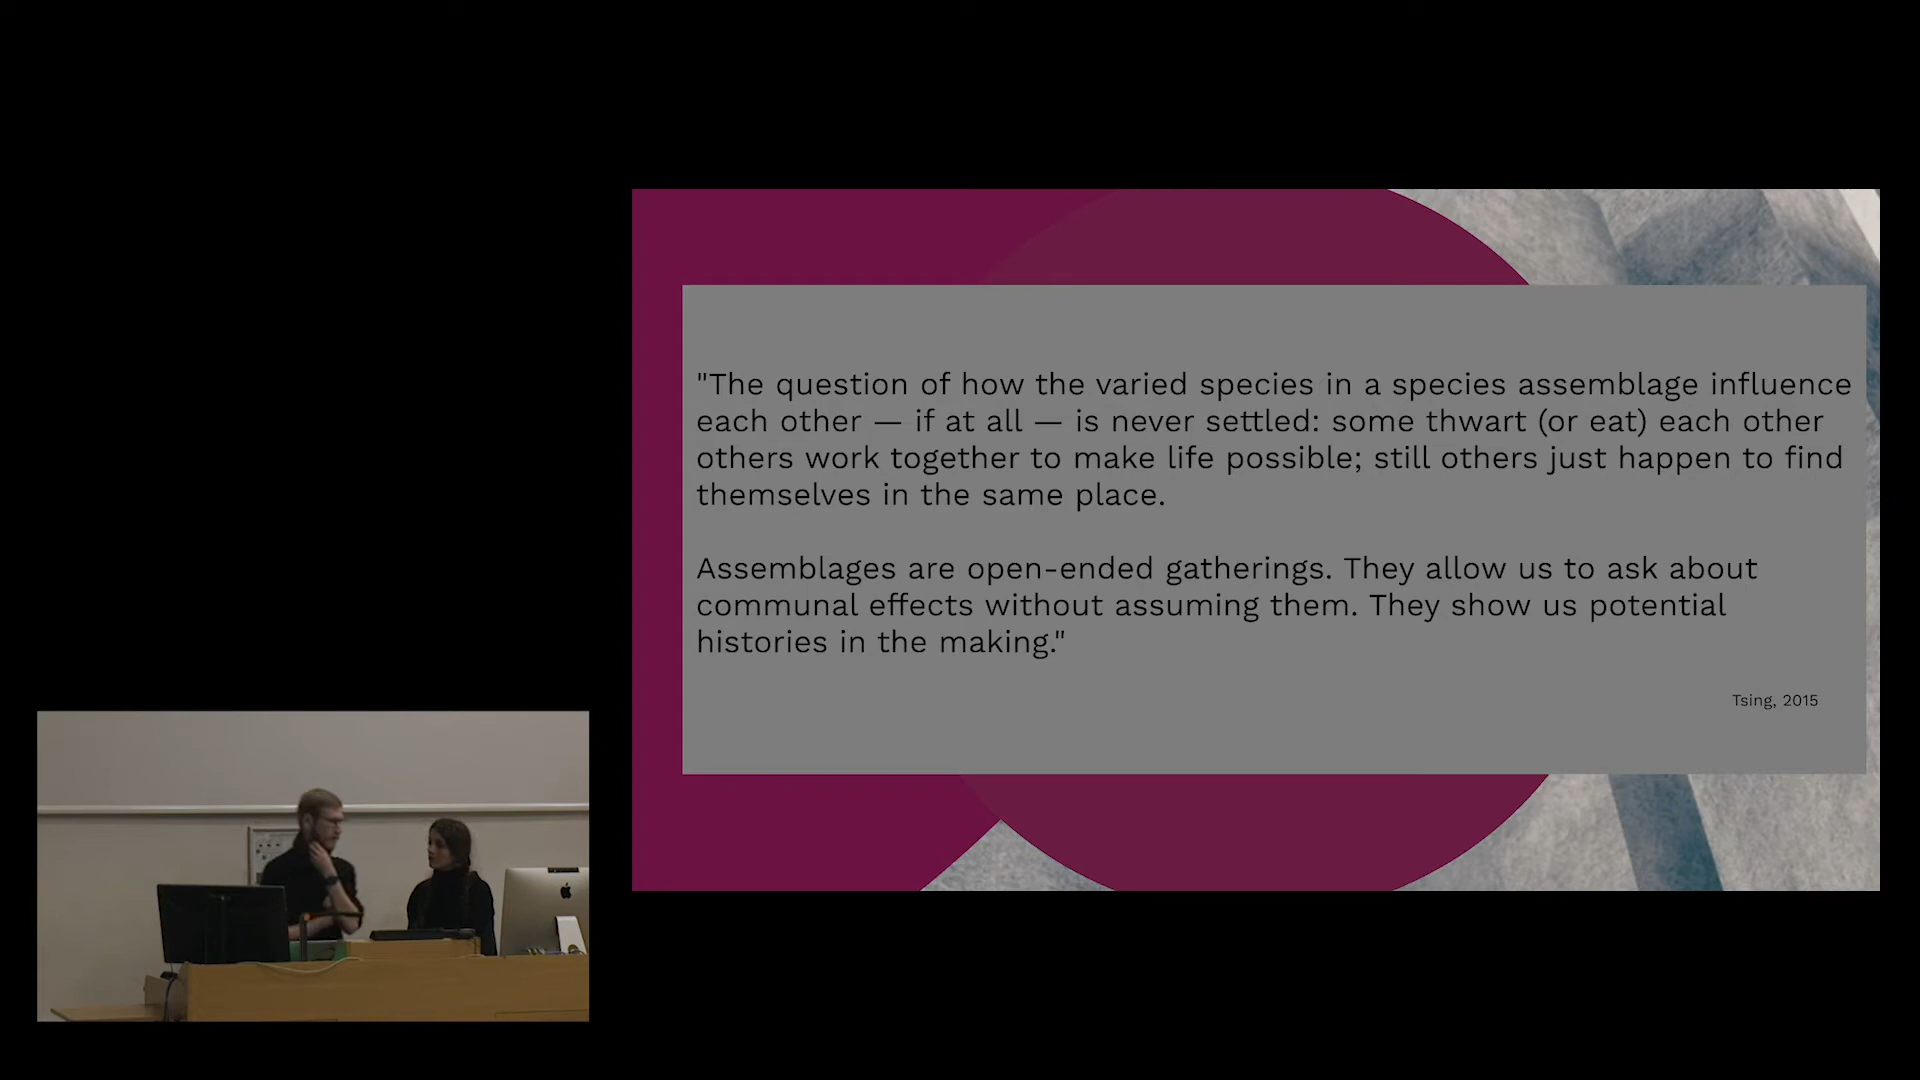 "The question of how the varied species in a species assemblage influence
each other — if at all — is never settled: some thwart (or eat) each other
others work together to make life possible; still others just happen to find
themselves in the same place.
Assemblages are open-ended gatherings. They allow us to ask about
communal effects without assuming them. They show us potential
histories in the making."
Tsing, 2015